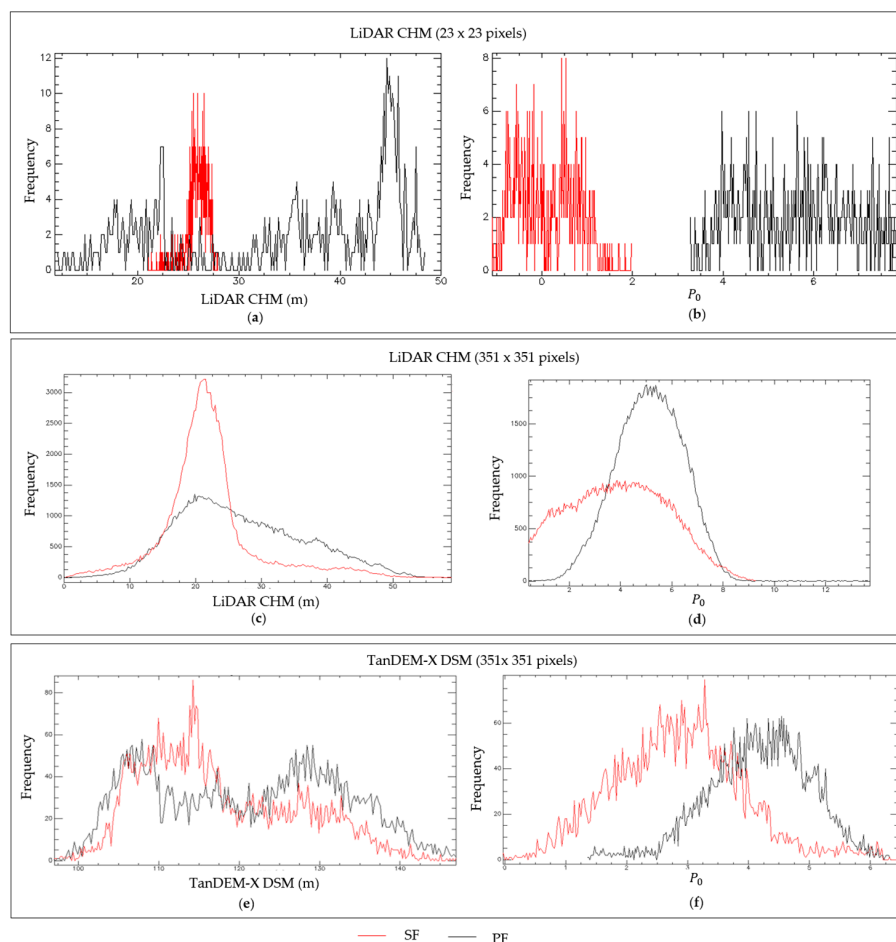 LiDAR CHM (23 x 23 pixels)
12
10
8
6
4
2
0
Frequency
20
30
40
50
LiDAR CHM (m)
(a)
8
6
4
2
0
Frequency
0
2
4
6
P0
(b)
LiDAR CHM (351 x 351 pixels)
3000
2500
2000
1500
1000
500
0
Frequency
0
10
20
30
40
50
LiDAR CHM (m)
(c)
1500
1000
500
0
Frequency
2
4
6
8
10
12
P0
(d)
TanDEM-X DSM (351x 351 pixels)
80
60
40
20
0
Frequency
100
110
120
130
140
TanDEM-X DSM (m)
(e)
80
60
40
20
0
Frequency
0
1
2
3
4
5
6
P0
(f)
SF
PF